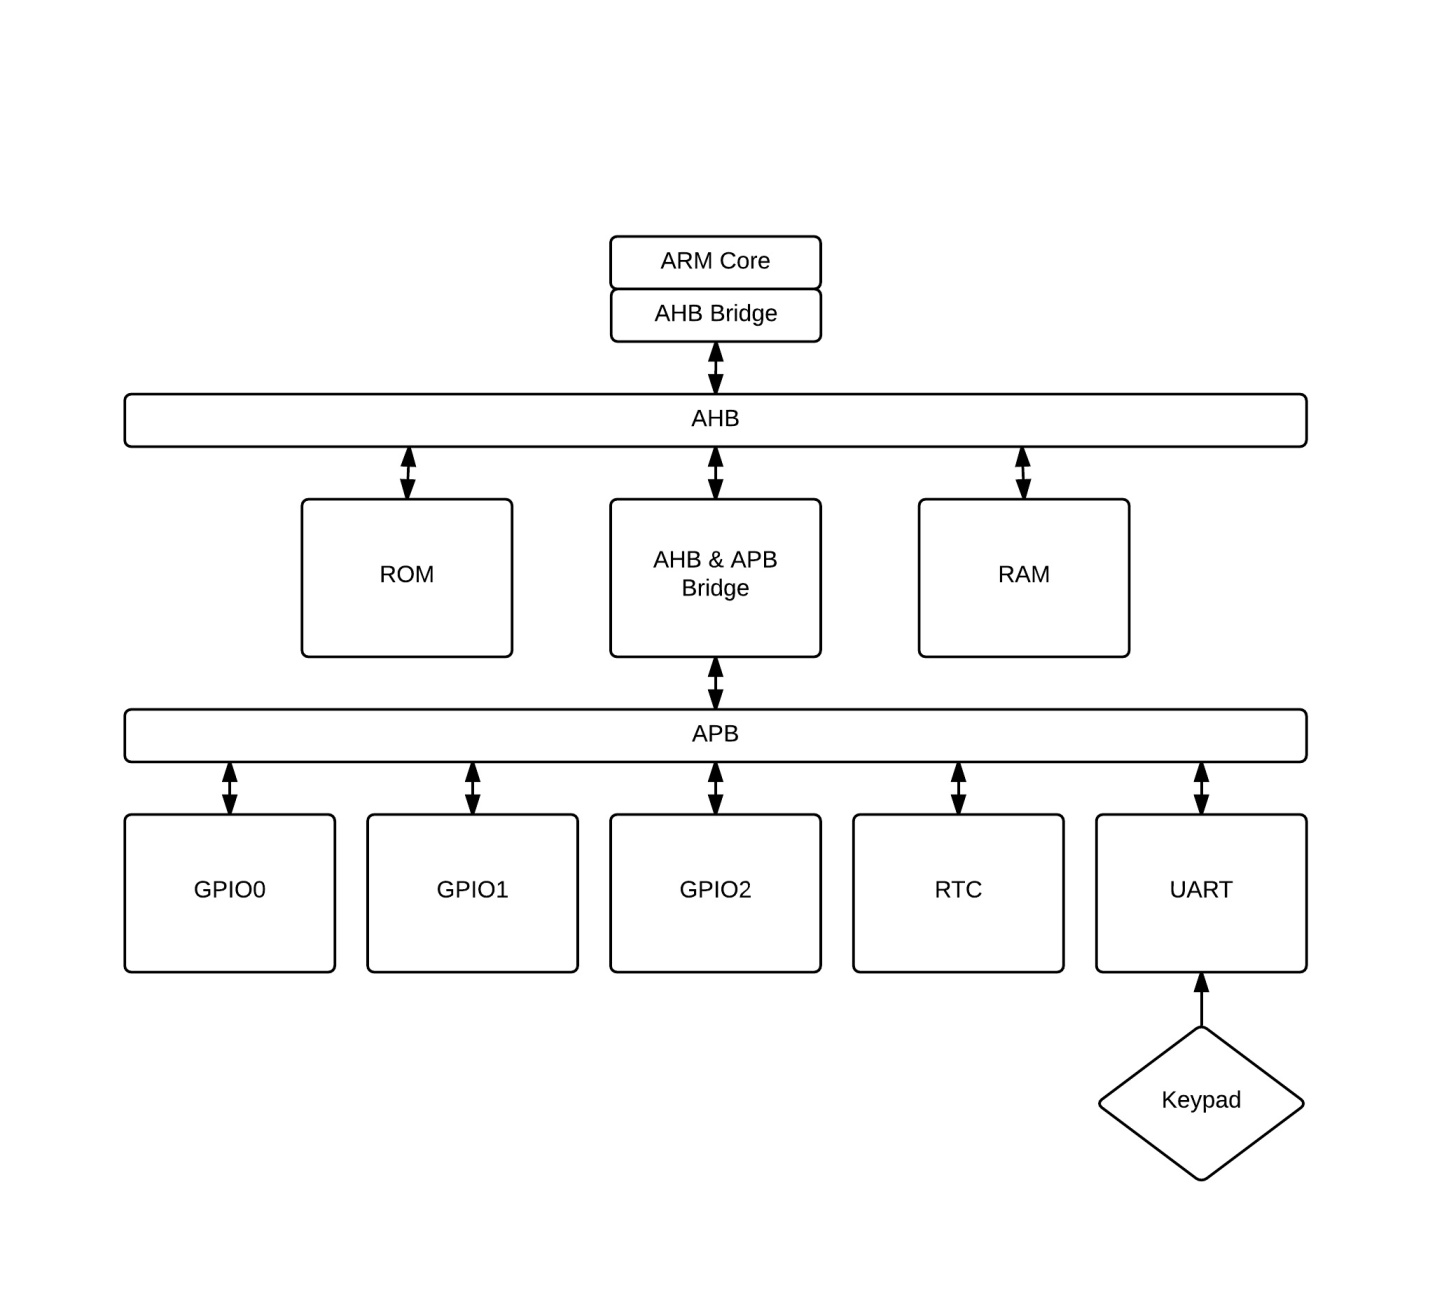 ARM Core
AHB Bridge
AHB
ROM
AHB & APB
Bridge
RAM
APB
GPIO0
GPIO1
GPIO2
RTC
UART
Keypad